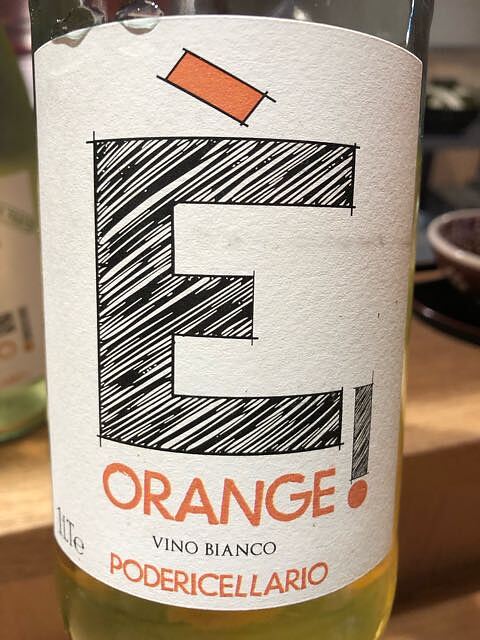 È
ORANGE!
1LTe
VINO BIANCO
PODERICELLARIO